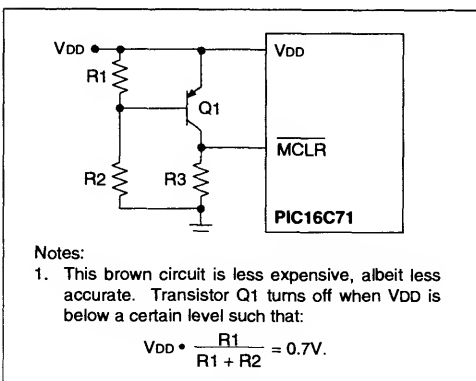 VDD
R1
Q1
R2
R3
VDD
MCLR
PIC16C71
Notes:
1. This brown circuit is less expensive, albeit less
accurate. Transistor Q1 turns off when VDD is
below a certain level such that:
VDD • R1 / R1 + R2 = 0.7V.